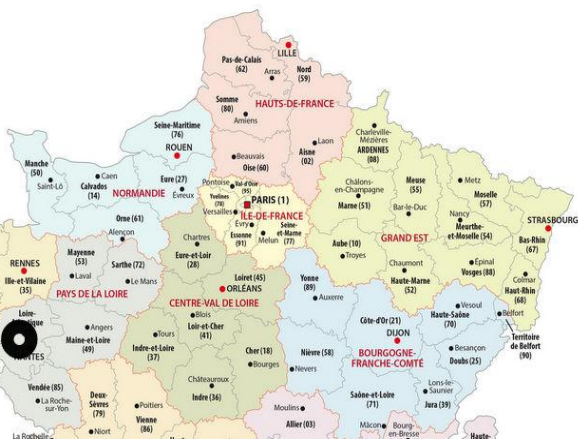 LILLE
Pas-de-Calais
(62)
Arras
Nord
(59)
Somme
(80)
HAUTS-DE-FRANCE
Amiens
Seine-Maritime
(76)
ROUEN
Beauvais
Oise (60)
Laon
Aisne
(02)
Charleville-
Mézières
ARDENNES
(08)
Manche
(50)
Saint-Lô
Caen
Calvados
(14)
NORMANDIE
Eure (27)
Évreux
Orne (61)
Alençon
Pontoise
Val-d'Oise
(95)
Yvelines
(78)
Versailles
PARIS (1)
ÎLE-DE-FRANCE
Évry
Essonne
(91)
Melun
Seine-
et-Marne
(77)
Châlons-
en-Champagne
Marne (51)
Meuse
(55)
Bar-le-Duc
Metz
Moselle
(57)
Nancy
Meurthe-
et-Moselle (54)
STRASBOURG
Bas-Rhin
(67)
GRAND EST
Aube (10)
Troyes
Chaumont
Haute-
Marne (52)
Épinal
Vosges (88)
Colmar
Haut-Rhin
(68)
RENNES
Ille-et-Vilaine
(35)
Mayenne
(53)
Laval
Sarthe (72)
Le Mans
PAYS DE LA LOIRE
Chartres
Eure-et-Loir
(28)
Loiret (45)
ORLÉANS
CENTRE-VAL DE LOIRE
Blois
Loir-et-Cher
(41)
Tours
Indre-et-Loire
(37)
Cher (18)
Bourges
Châteauroux
Indre (36)
Yonne
(89)
Auxerre
Côte-d'Or (21)
DIJON
BOURGOGNE-
FRANCHE-COMTÉ
Vesoul
Haute-Saône
(70)
Belfort
Territoire
de Belfort
(90)
Besançon
Doubs (25)
Nièvre (58)
Nevers
Saône-et-Loire
(71)
Lons-le-
Saunier
Jura (39)
Mâcon
Bourg-
en-Bresse
Moulins
Allier (03)
Haute-
Loire-
Angers
Maine-et-Loire
(49)
Vendée (85)
La Roche-
sur-Yon
Deux-
Sèvres
(79)
Niort
Poitiers
Vienne
(86)
La Rochelle